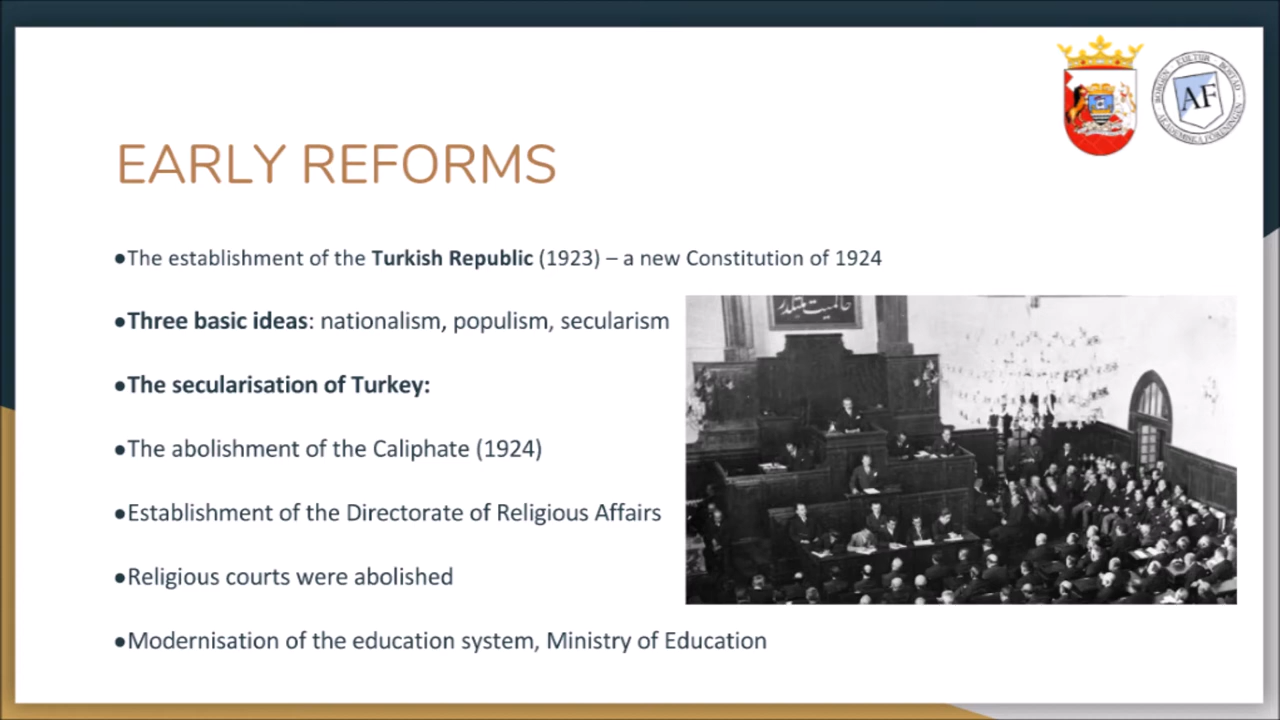 AF
EARLY REFORMS
●The establishment of the Turkish Republic (1923) – a new Constitution of 1924
●Three basic ideas: nationalism, populism, secularism
●The secularisation of Turkey:
●The abolishment of the Caliphate (1924)
●Establishment of the Directorate of Religious Affairs
●Religious courts were abolished
●Modernisation of the education system, Ministry of Education